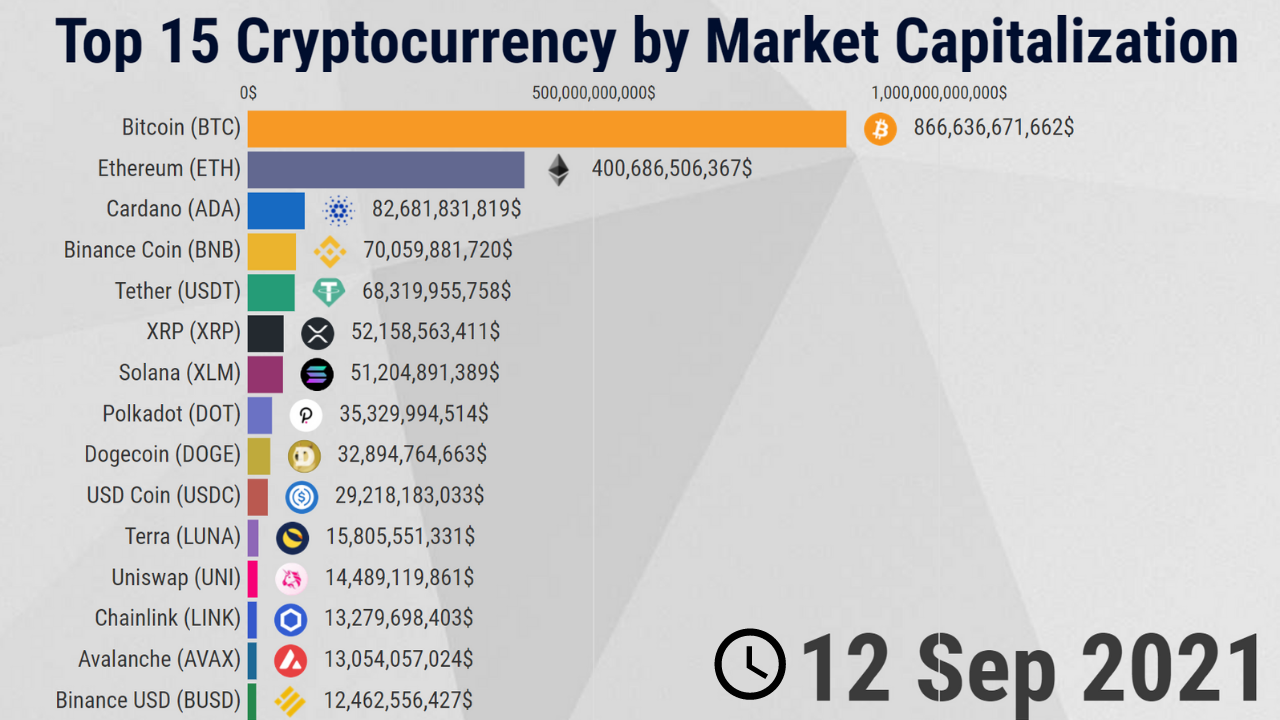 Top 15 Cryptocurrency by Market Capitalization
0$ 500,000,000,000$ 1,000,000,000,000$
Bitcoin (BTC) 866,636,671,662$
Ethereum (ETH) 400,686,506,367$
Cardano (ADA) 82,681,831,819$
Binance Coin (BNB) 70,059,881,720$
Tether (USDT) 68,319,955,758$
XRP (XRP) 52,158,563,411$
Solana (XLM) 51,204,891,389$
Polkadot (DOT) 35,329,994,514$
Dogecoin (DOGE) 32,894,764,663$
USD Coin (USDC) 29,218,183,033$
Terra (LUNA) 15,805,551,331$
Uniswap (UNI) 14,489,119,861$
Chainlink (LINK) 13,279,698,403$
Avalanche (AVAX) 13,054,057,024$
Binance USD (BUSD) 12,462,556,427$
12 Sep 2021